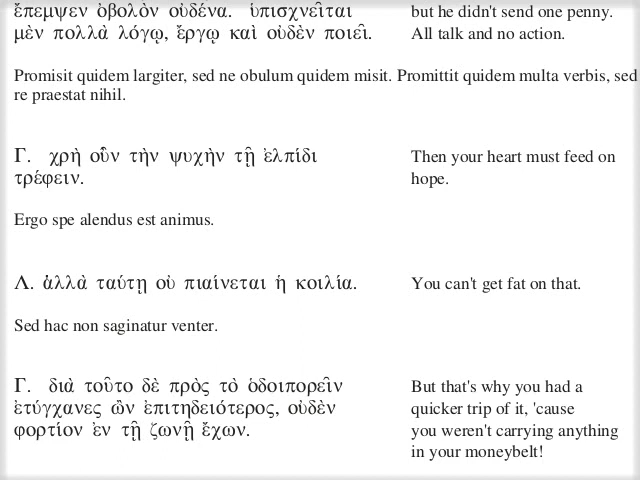 ἔπεμψεν ὀβολὸν οὐδένα. ὑπισχνεῖται
μὲν πολλὰ λόγῳ, ἔργῳ καὶ οὐδὲν ποιεῖ.
but he didn't send one penny.
All talk and no action.
Promisit quidem largiter, sed ne obulum quidem misit. Promittit quidem multa verbis, sed
re praestat nihil.
Γ. χρὴ οὖν τὴν ψυχὴν τῇ ἐλπίδι
τρέφειν.
Then your heart must feed on
hope.
Ergo spe alendus est animus.
Λ. ἀλλὰ ταύτῃ οὐ πιαίνεται ἡ κοιλία.
You can't get fat on that.
Sed hac non saginatur venter.
Γ. διὰ τοῦτο δὲ πρὸς τὸ ὁδοιπορεῖν
ἐτύγχανες ὢν ἐπιτηδειότερος, οὐδὲν
φορτίον ἐν τῇ ζωνῇ ἔχων.
But that's why you had a
quicker trip of it, 'cause
you weren't carrying anything
in your moneybelt!